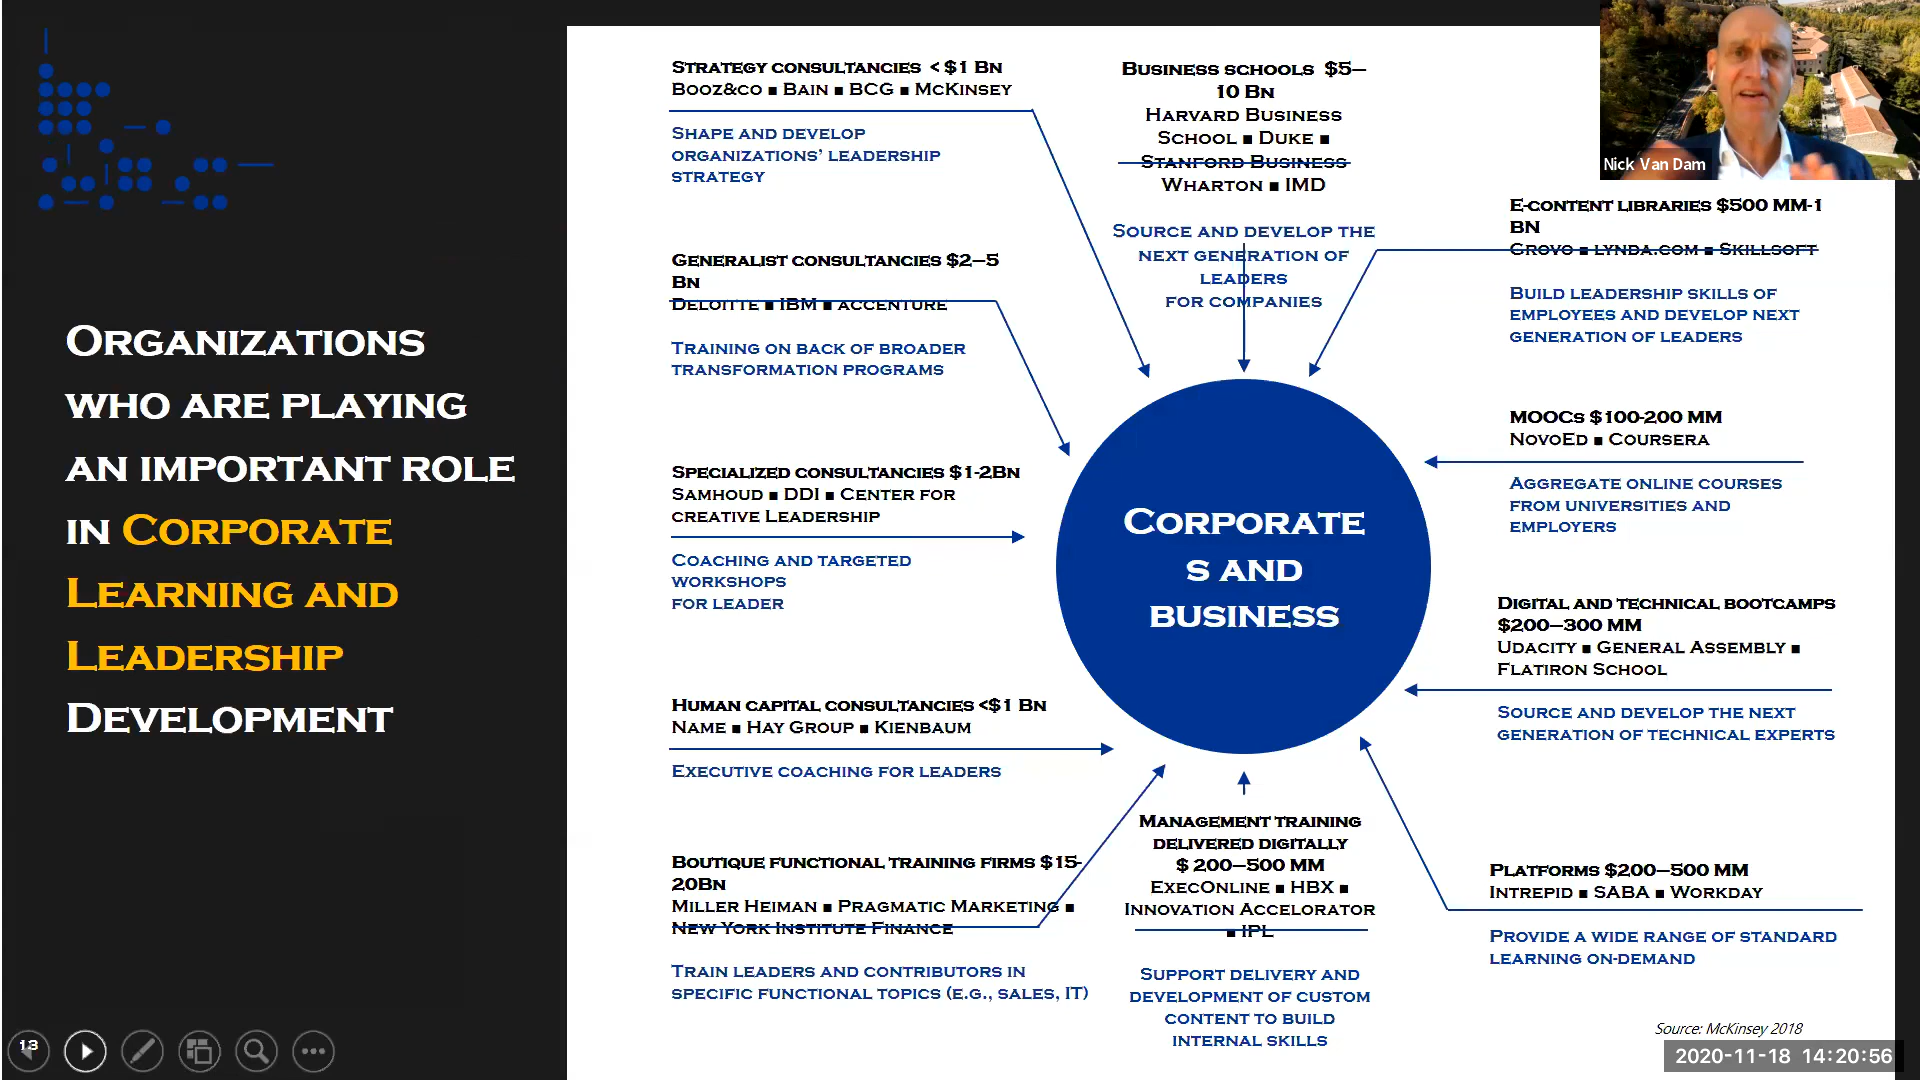 Organizations
who are playing
an important role
in Corporate
Learning and
Leadership
Development
Strategy consultancies < $1 Bn
Booz&co ■ Bain ■ BCG ■ McKinsey
Shape and develop
organizations’ leadership
strategy
Generalist consultancies $2–5
Bn
Deloitte ■ IBM ■ accenture
Training on back of broader
transformation programs
Specialized consultancies $1-2Bn
Samhoud ■ DDI ■ Center for
creative Leadership
Coaching and targeted
workshops
for leader
Human capital consultancies <$1 Bn
Name ■ Hay Group ■ Kienbaum
Executive coaching for leaders
Boutique functional training firms $15-
20Bn
Miller Heiman ■ Pragmatic Marketing ■
New York Institute Finance
Train leaders and contributors in
specific functional topics (e.g., sales, IT)
Business schools $5–
10 Bn
Harvard Business
School ■ Duke ■
Stanford Business
Wharton ■ IMD
Source and develop the
next generation of
leaders
for companies
Corporate
s and
business
Management training
delivered digitally
$ 200–500 MM
ExecOnline ■ HBX ■
Innovation Accelorator
■ IPL
Support delivery and
development of custom
content to build
internal skills
Nick Van Dam
E-content libraries $500 MM-1
Bn
Grovo ■ lynda.com ■ Skillsoft
Build leadership skills of
employees and develop next
generation of leaders
MOOCs $100-200 MM
NovoEd ■ Coursera
Aggregate online courses
from universities and
employers
Digital and technical bootcamps
$200–300 MM
Udacity ■ General Assembly ■
Flatiron School
Source and develop the next
generation of technical experts
Platforms $200–500 MM
Intrepid ■ SABA ■ Workday
Provide a wide range of standard
learning on-demand
Source: McKinsey 2018
13
2020-11-18 14:20:56